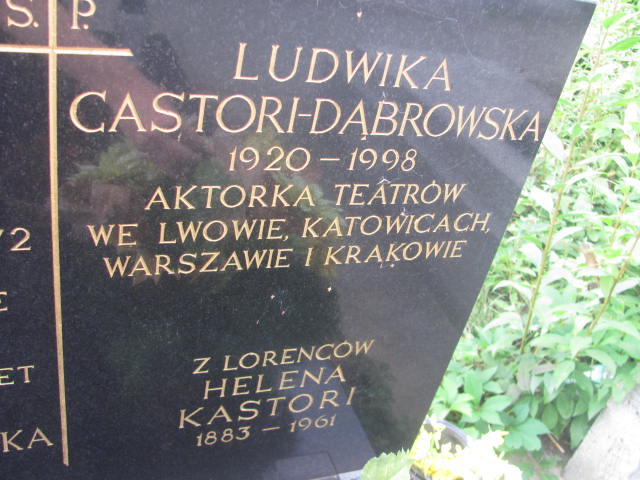 S. P.
LUDWIKA
CASTORI-DĄBROWSKA
1920 – 1998
AKTORKA TEATRÓW
WE LWOWIE, KATOWICACH,
WARSZAWIE I KRAKOWIE
Z LORENCÓW
HELENA
KASTORI
1883 – 1961